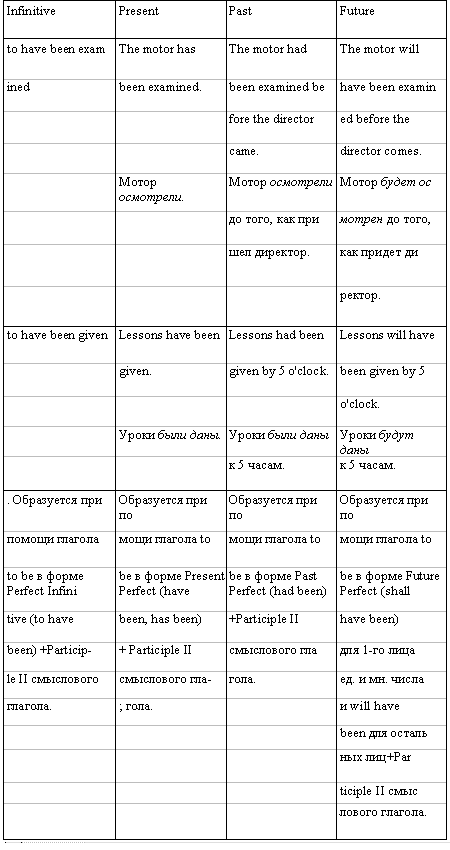 Infinitive Present Past Future
to have been exam The motor has The motor had The motor will
ined been examined. been examined be have been examin
fore the director ed before the
came. director comes.
Мотор осмотрели. Мотор осмотрели Мотор будет ос
до того, как при мотрен до того,
шел директор. как придет ди
ректор.
to have been given Lessons have been Lessons had been Lessons will have
given. given by 5 o'clock. been given by 5
o'clock.
Уроки были даны. Уроки были даны Уроки будут даны
к 5 часам. к 5 часам.
. Образуется при Образуется при по Образуется при по Образуется при по
помощи глагола мощи глагола to мощи глагола to мощи глагола to
to be в форме Perfect Infini be в форме Present Perfect (have be в форме Past Perfect (had been) be в форме Future Perfect (shall
tive (to have been, has been) +Participle II have been)
been) +Particip- + Participle II смыслового гла для 1-го лица
le II смыслового смыслового гла- гола. ед. и мн. числа
глагола. ; гола. и will have
been для осталь
ных лиц+Par
ticiple II смыс
лового глагола.